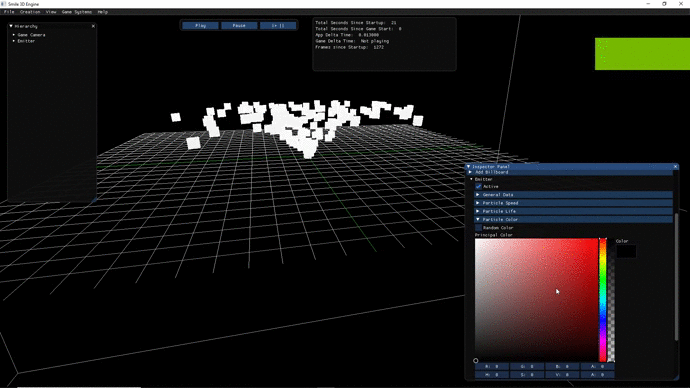 Smile 3D Engine
File Creation View Game Systems Help
Hierarchy
Game Camera
Emitter
Play Pause |> ||
Total Seconds Since Startup: 21
Total Seconds Since Game Start: 0
App Delta Time: 0.013000
Game Delta Time: Not playing
Frames since Startup: 1272
Inspector Panel
Add Billboard
Emitter
Active
General Data
Particle Speed
Particle Life
Particle Color
Random Color
Principal Color
Color
R: 0 G: 0 B: 0 A: 0
H: 0 S: 0 V: 0 A: 0